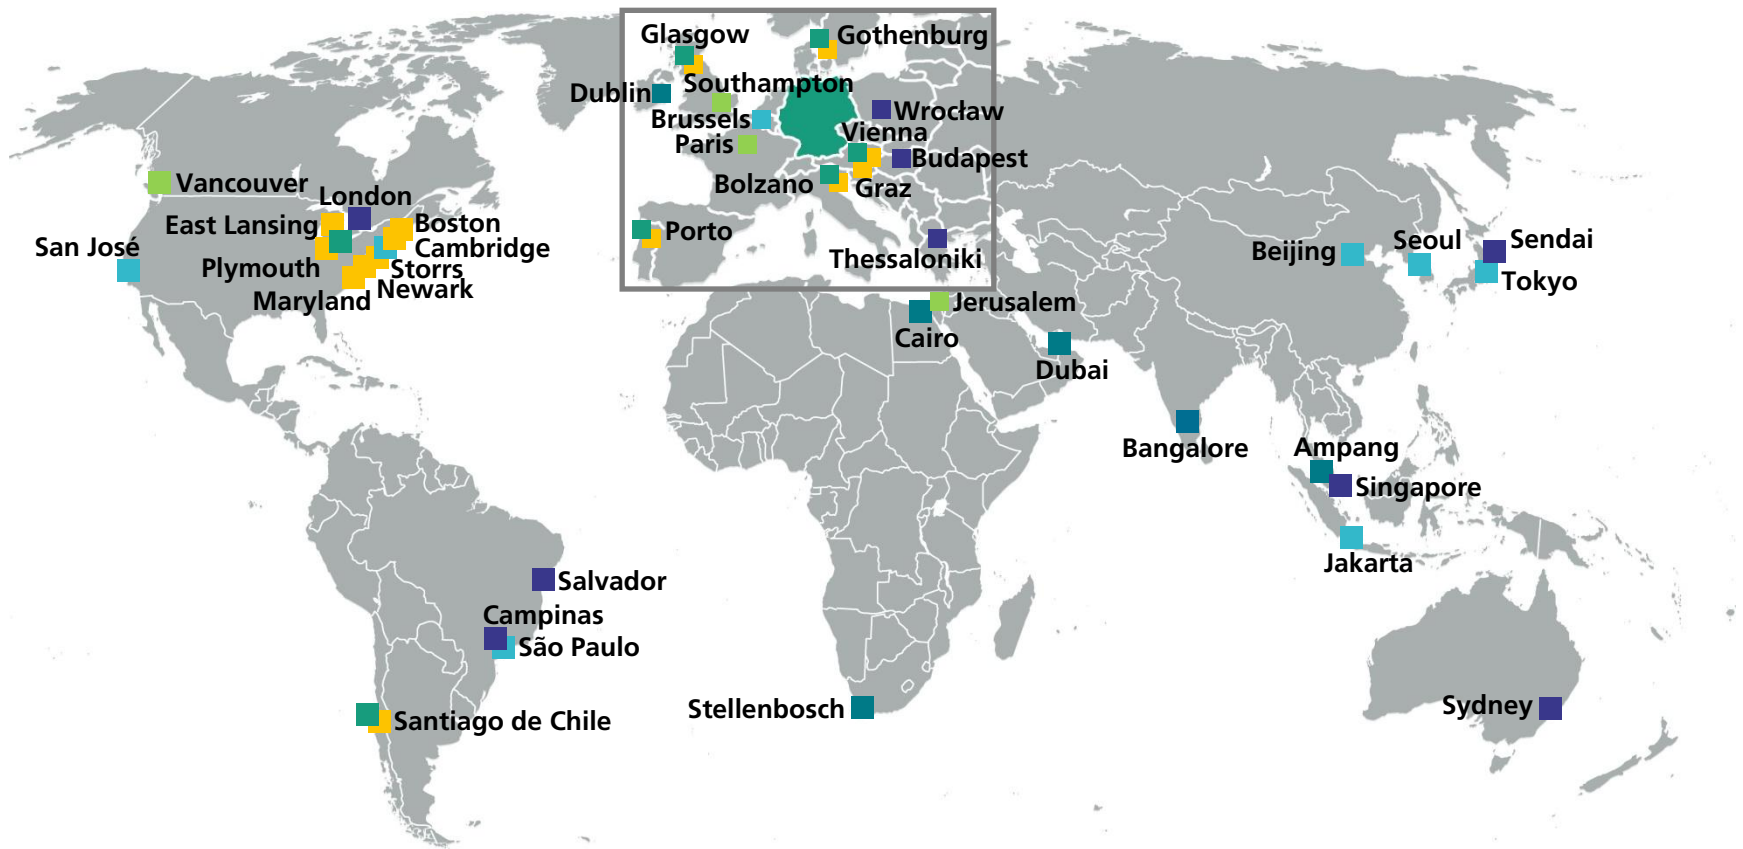 Glasgow
Gothenburg
Southampton
Dublin
Wrocław
Brussels
Vienna
Paris
Budapest
Bolzano
Graz
Porto
Thessaloniki
Vancouver
London
East Lansing
Boston
San José
Cambridge
Plymouth
Storrs
Newark
Maryland
Jerusalem
Cairo
Dubai
Beijing
Seoul
Sendai
Tokyo
Bangalore
Ampang
Singapore
Jakarta
Salvador
Campinas
São Paulo
Santiago de Chile
Stellenbosch
Sydney